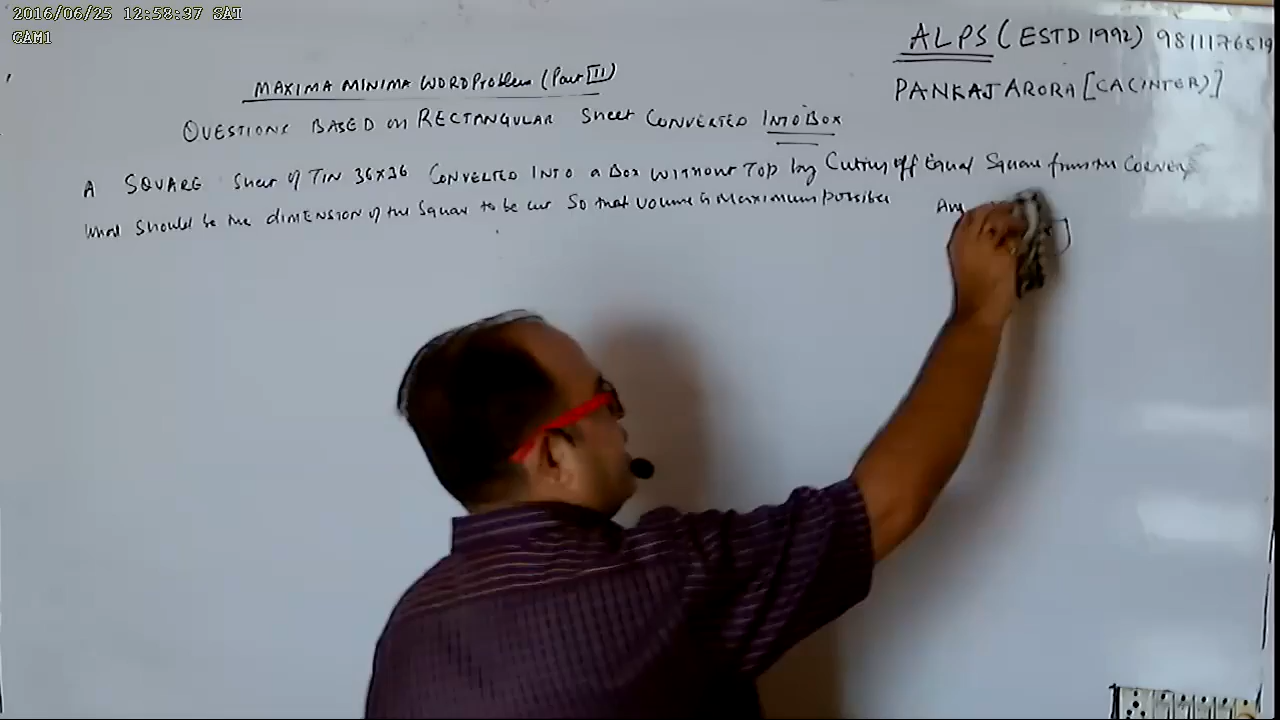 2016/06/25 12:58:37 SAT
CAM1
ALPS (ESTD 1992) 9811176519
PANKAJ ARORA [CA (INTER)]
MAXIMA MINIMA WORD Problem (Part II)
QUESTIONS BASED ON RECTANGULAR Sheet CONVERTED INTO BOX
A SQUARE Sheet of TIN 36x36 CONVERTED INTO a Box WITHOUT Top by Cutting off Equal Square from the Corners
What Should be the DIMENSION of the Square to be cut So that Volume is Maximum possible
Ans